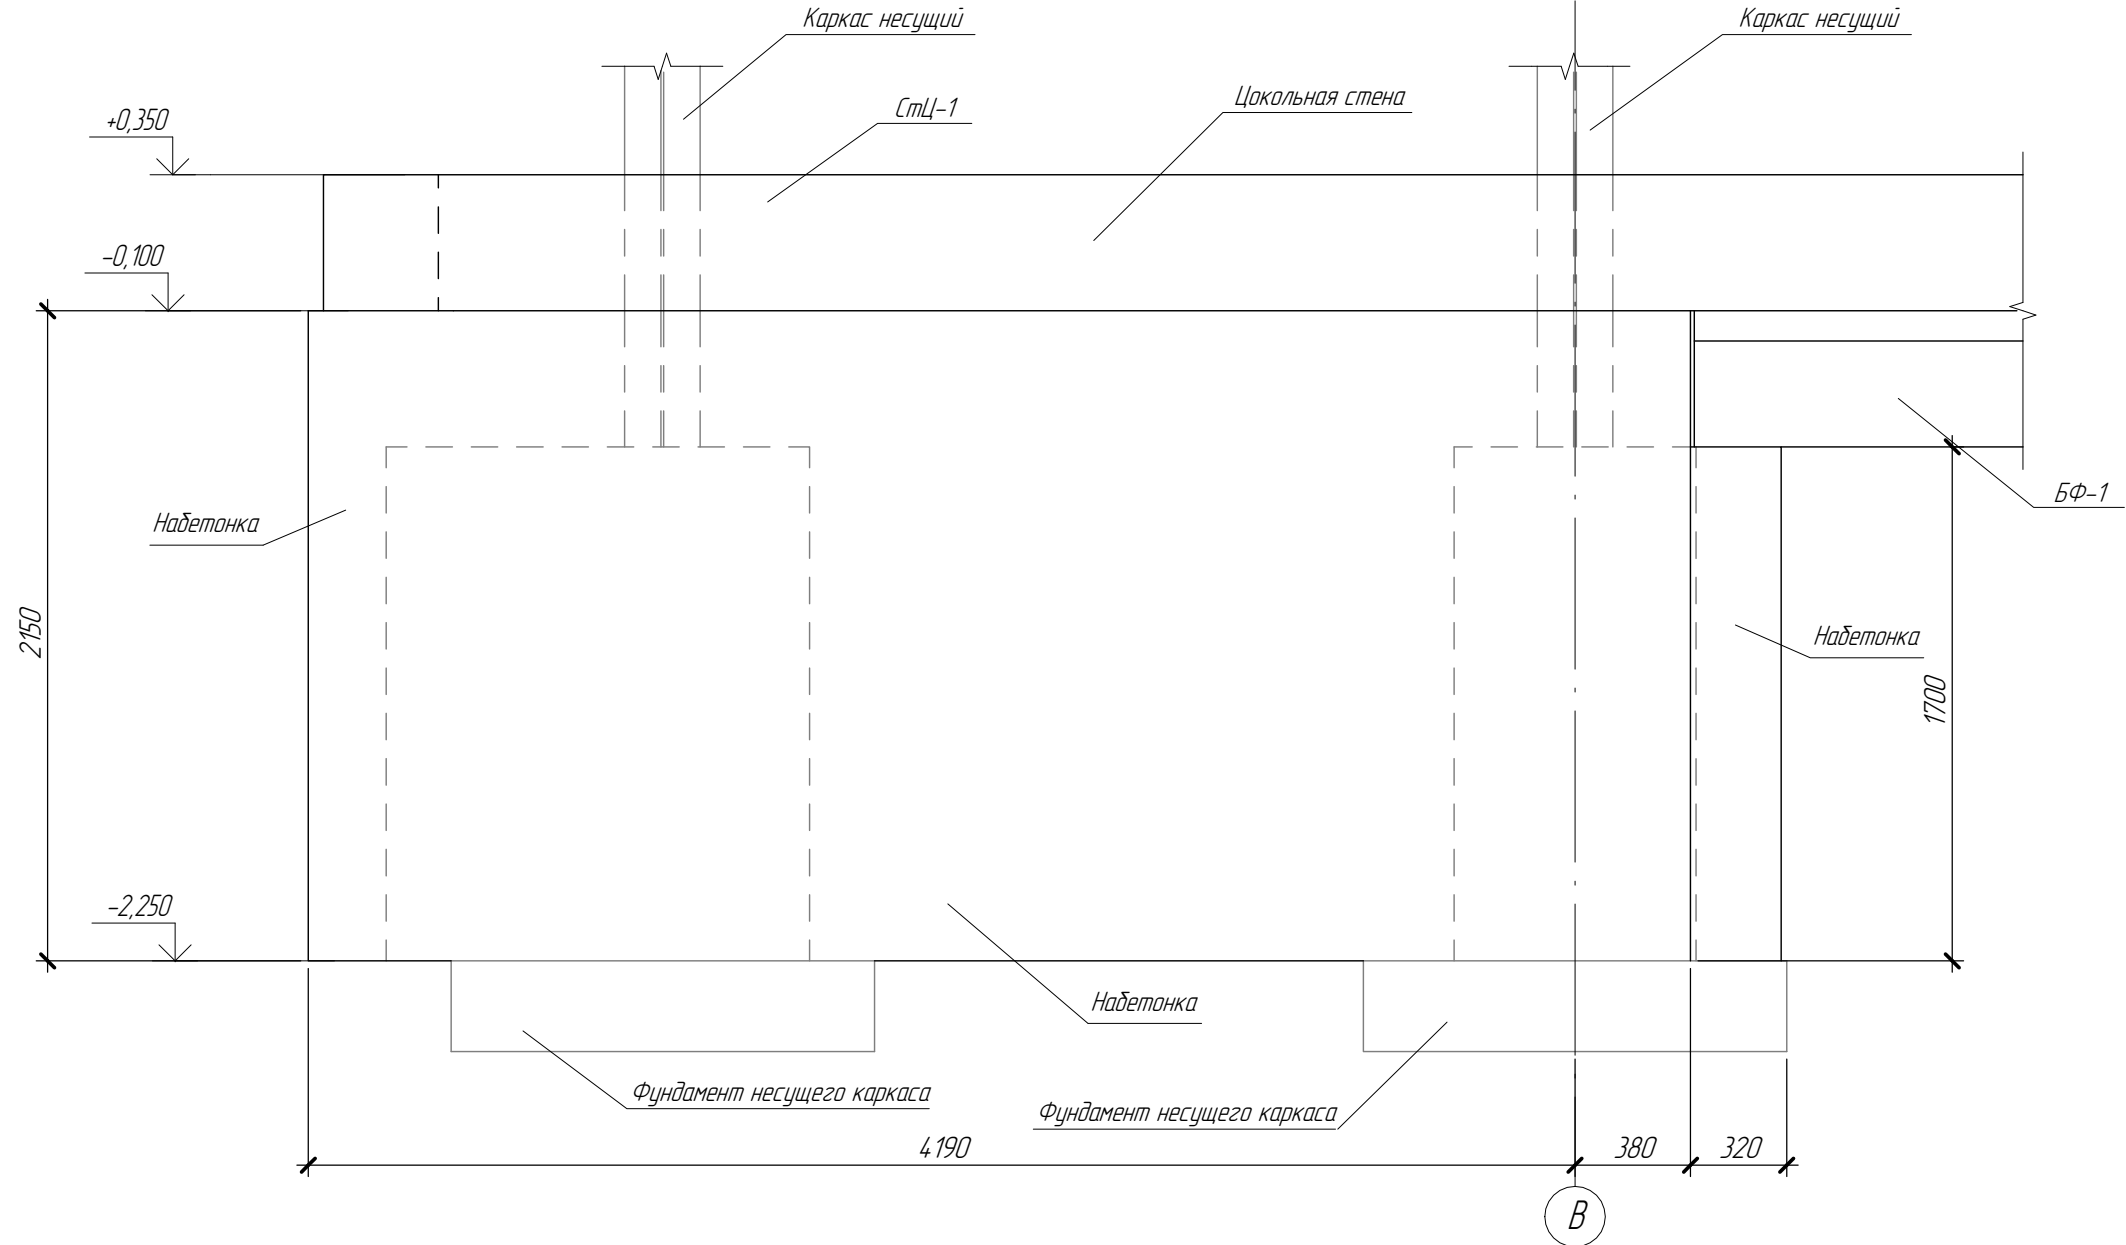 Каркас несущий
Каркас несущий
Цокольная стена
СтЦ-1
+0,350
-0,100
БФ-1
Набетонка
2150
Набетонка
1700
-2,250
Набетонка
Фундамент несущего каркаса
Фундамент несущего каркаса
4190
380
320
В